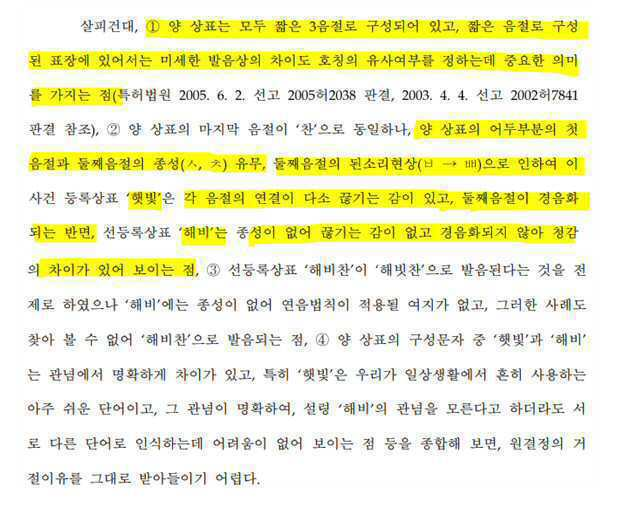 살피건대, ① 양 상표는 모두 짧은 3음절로 구성되어 있고, 짧은 음절로 구성
된 표장에 있어서는 미세한 발음상의 차이도 호칭의 유사여부를 정하는데 중요한 의미
를 가지는 점(특허법원 2005. 6. 2. 선고 2005허2038 판결, 2003. 4. 4. 선고 2002허7841
판결 참조), ② 양 상표의 마지막 음절이 ‘찬’으로 동일하나, 양 상표의 어두부분의 첫
음절과 둘째음절의 종성(ㅅ, ㅊ) 유무, 둘째음절의 된소리현상(ㅂ → ㅃ)으로 인하여 이
사건 등록상표 ‘햇빛’은 각 음절의 연결이 다소 끊기는 감이 있고, 둘째음절이 경음화
되는 반면, 선등록상표 ‘해비’는 종성이 없어 끊기는 감이 없고 경음화되지 않아 청감
의 차이가 있어 보이는 점, ③ 선등록상표 ‘해비찬’이 ‘해빗찬’으로 발음된다는 것을 전
제로 하였으나 ‘해비’에는 종성이 없어 연음법칙이 적용될 여지가 없고, 그러한 사례도
찾아 볼 수 없어 ‘해비찬’으로 발음되는 점, ④ 양 상표의 구성문자 중 ‘햇빛’과 ‘해비’
는 관념에서 명확하게 차이가 있고, 특히 ‘햇빛’은 우리가 일상생활에서 흔히 사용하는
아주 쉬운 단어이고, 그 관념이 명확하여, 설령 ‘해비’의 관념을 모른다고 하더라도 서
로 다른 단어로 인식하는데 어려움이 없어 보이는 점 등을 종합해 보면, 원결정의 거
절이유를 그대로 받아들이기 어렵다.